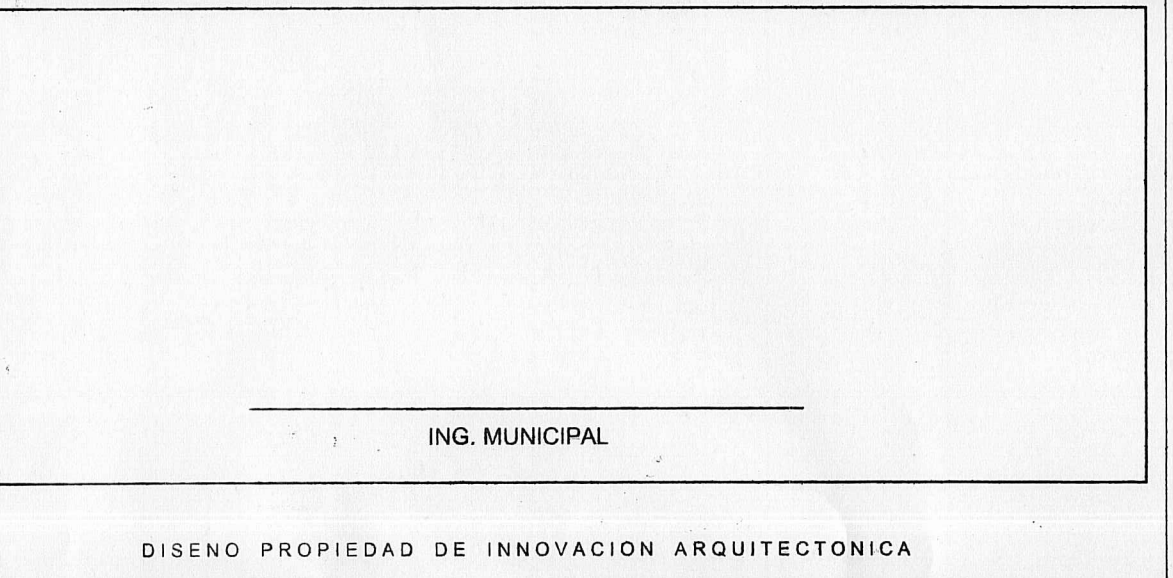 ING. MUNICIPAL
DISENO PROPIEDAD DE INNOVACION ARQUITECTONICA